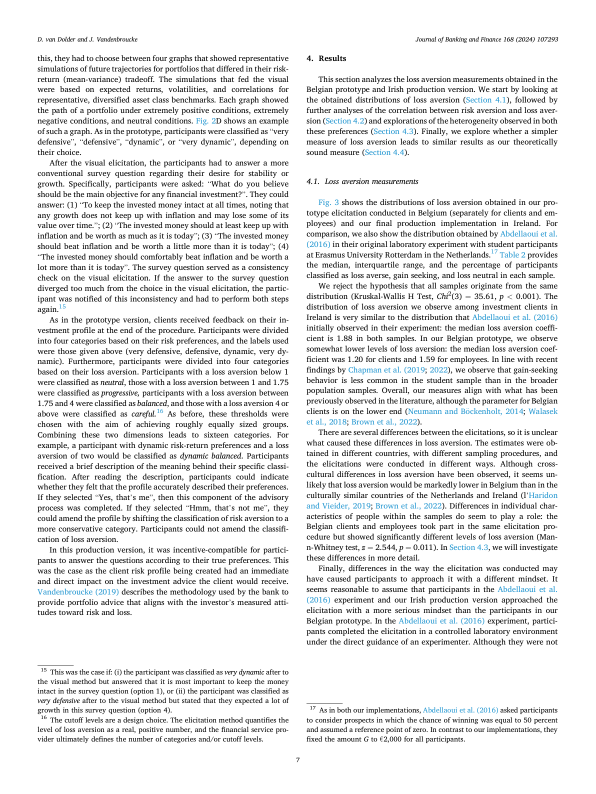 D. van Dolder and J. Vandenbroucke
Journal of Banking and Finance 168 (2024) 107293
this, they had to choose between four graphs that showed representative
simulations of future trajectories for portfolios that differed in their risk-
return (mean-variance) tradeoff. The simulations that fed the visual
were based on expected returns, volatilities, and correlations for
representative, diversified asset class benchmarks. Each graph showed
the path of a portfolio under extremely positive conditions, extremely
negative conditions, and neutral conditions. Fig. 2D shows an example
of such a graph. As in the prototype, participants were classified as "very
defensive", "defensive", "dynamic", or "very dynamic", depending on
their choice.
After the visual elicitation, the participants had to answer a more
conventional survey question regarding their desire for stability or
growth. Specifically, participants were asked: "What do you believe
should be the main objective for any financial investment?". They could
answer: (1) "To keep the invested money intact at all times, noting that
any growth does not keep up with inflation and may lose some of its
value over time."; (2) "The invested money should at least keep up with
inflation and be worth as much as it is today"; (3) "The invested money
should beat inflation and be worth a little more than it is today"; (4)
"The invested money should comfortably beat inflation and be worth a
lot more than it is today". The survey question served as a consistency
check on the visual elicitation. If the answer to the survey question
diverged too much from the choice in the visual elicitation, the partic-
ipant was notified of this inconsistency and had to perform both steps
again.15
As in the prototype version, clients received feedback on their in-
vestment profile at the end of the procedure. Participants were divided
into four categories based on their risk preferences, and the labels used
were those given above (very defensive, defensive, dynamic, very dy-
namic). Furthermore, participants were divided into four categories
based on their loss aversion. Participants with a loss aversion below 1
were classified as neutral, those with a loss aversion between 1 and 1.75
were classified as progressive, participants with a loss aversion between
1.75 and 4 were classified as balanced, and those with a loss aversion 4 or
above were classified as careful.16 As before, these thresholds were
chosen with the aim of achieving roughly equally sized groups.
Combining these two dimensions leads to sixteen categories. For
example, a participant with dynamic risk-return preferences and a loss
aversion of two would be classified as dynamic balanced. Participants
received a brief description of the meaning behind their specific classi-
fication. After reading the description, participants could indicate
whether they felt that the profile accurately described their preferences.
If they selected "Yes, that's me", then this component of the advisory
process was completed. If they selected "Hmm, that's not me", they
could amend the profile by shifting the classification of risk aversion to a
more conservative category. Participants could not amend the classifi-
cation of loss aversion.
In this production version, it was incentive-compatible for partici-
pants to answer the questions according to their true preferences. This
was the case as the client risk profile being created had an immediate
and direct impact on the investment advice the client would receive.
Vandenbroucke (2019) describes the methodology used by the bank to
provide portfolio advice that aligns with the investor's measured atti-
tudes toward risk and loss.
15 This was the case if: (i) the participant was classified as very dynamic after to
the visual method but answered that it is most important to keep the money
intact in the survey question (option 1), or (ii) the participant was classified as
very defensive after to the visual method but stated that they expected a lot of
growth in this survey question (option 4).
16 The cutoff levels are a design choice. The elicitation method quantifies the
level of loss aversion as a real, positive number, and the financial service pro-
vider ultimately defines the number of categories and/or cutoff levels.
4. Results
This section analyzes the loss aversion measurements obtained in the
Belgian prototype and Irish production version. We start by looking at
the obtained distributions of loss aversion (Section 4.1), followed by
further analyses of the correlation between risk aversion and loss aver-
sion (Section 4.2) and explorations of the heterogeneity observed in both
these preferences (Section 4.3). Finally, we explore whether a simpler
measure of loss aversion leads to similar results as our theoretically
sound measure (Section 4.4).
4.1. Loss aversion measurements
Fig. 3 shows the distributions of loss aversion obtained in our pro-
totype elicitation conducted in Belgium (separately for clients and em-
ployees) and our final production implementation in Ireland. For
comparison, we also show the distribution obtained by Abdellaoui et al.
(2016) in their original laboratory experiment with student participants
at Erasmus University Rotterdam in the Netherlands.17 Table 2 provides
the median, interquartile range, and the percentage of participants
classified as loss averse, gain seeking, and loss neutral in each sample.
We reject the hypothesis that all samples originate from the same
distribution (Kruskal-Wallis H Test, Chi2(3) = 35.61, p < 0.001). The
distribution of loss aversion we observe among investment clients in
Ireland is very similar to the distribution that Abdellaoui et al. (2016)
initially observed in their experiment: the median loss aversion coeffi-
cient is 1.88 in both samples. In our Belgian prototype, we observe
somewhat lower levels of loss aversion: the median loss aversion coef-
ficient was 1.20 for clients and 1.59 for employees. In line with recent
findings by Chapman et al. (2019; 2022), we observe that gain-seeking
behavior is less common in the student sample than in the broader
population samples. Overall, our measures align with what has been
previously observed in the literature, although the parameter for Belgian
clients is on the lower end (Neumann and Böckenholt, 2014; Walasek
et al., 2018; Brown et al., 2022).
There are several differences between the elicitations, so it is unclear
what caused these differences in loss aversion. The estimates were ob-
tained in different countries, with different sampling procedures, and
the elicitations were conducted in different ways. Although cross-
cultural differences in loss aversion have been observed, it seems un-
likely that loss aversion would be markedly lower in Belgium than in the
culturally similar countries of the Netherlands and Ireland (l'Haridon
and Vieider, 2019; Brown et al., 2022). Differences in individual char-
acteristics of people within the samples do seem to play a role: the
Belgian clients and employees took part in the same elicitation pro-
cedure but showed significantly different levels of loss aversion (Man-
n-Whitney test, z = 2.544, p = 0.011). In Section 4.3, we will investigate
these differences in more detail.
Finally, differences in the way the elicitation was conducted may
have caused participants to approach it with a different mindset. It
seems reasonable to assume that participants in the Abdellaoui et al.
(2016) experiment and our Irish production version approached the
elicitation with a more serious mindset than the participants in our
Belgian prototype. In the Abdellaoui et al. (2016) experiment, partici-
pants completed the elicitation in a controlled laboratory environment
under the direct guidance of an experimenter. Although they were not
17 As in both our implementations, Abdellaoui et al. (2016) asked participants
to consider prospects in which the chance of winning was equal to 50 percent
and assumed a reference point of zero. In contrast to our implementations, they
fixed the amount G to €2,000 for all participants.
7